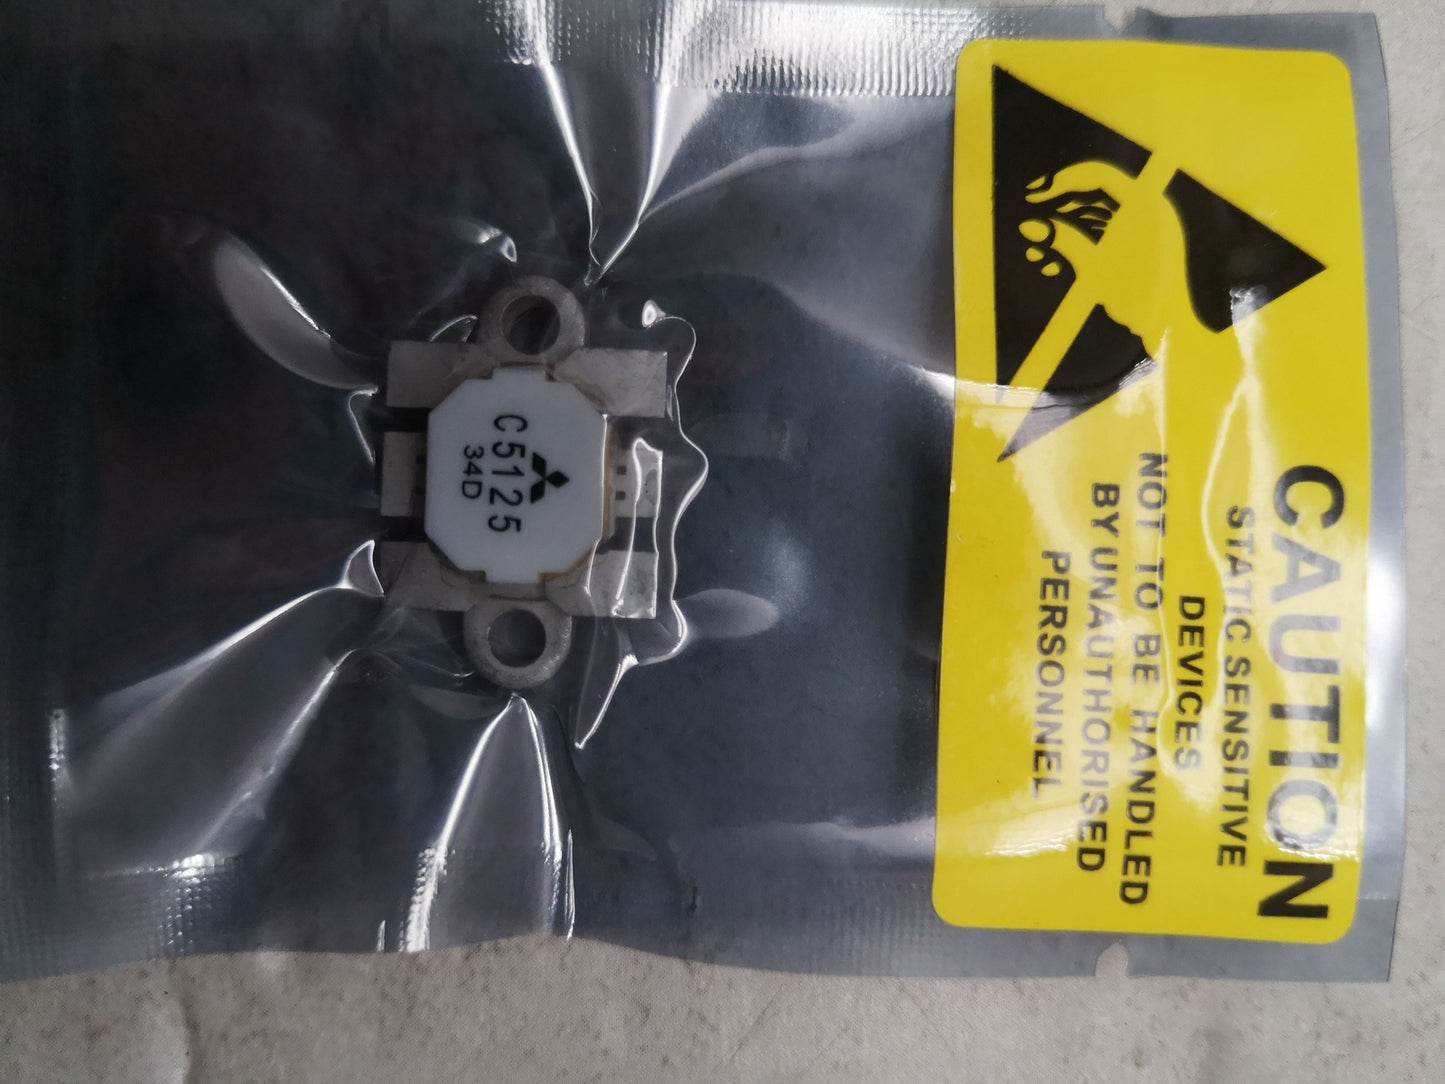 C5125
34D
CAUTION
STATIC SENSITIVE
DEVICES
NOT TO BE HANDLED
BY UNAUTHORISED
PERSONNEL